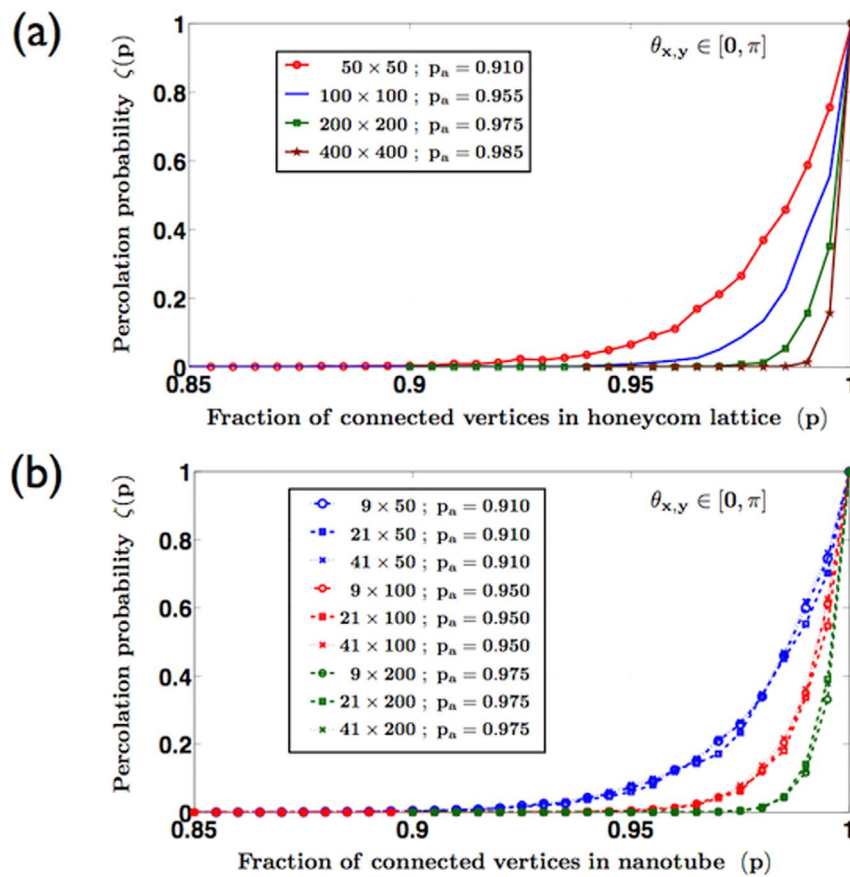 (a)
Percolation probability ζ(p)
1
0.8
0.6
0.4
0.2
0
θx,y ∈ [0, π]
50 × 50 ; pa = 0.910
100 × 100 ; pa = 0.955
200 × 200 ; pa = 0.975
400 × 400 ; pa = 0.985
0.85 0.9 0.95 1
Fraction of connected vertices in honeycom lattice (p)
(b)
Percolation probability ζ(p)
1
0.8
0.6
0.4
0.2
0
θx,y ∈ [0, π]
9 × 50 ; pa = 0.910
21 × 50 ; pa = 0.910
41 × 50 ; pa = 0.910
9 × 100 ; pa = 0.950
21 × 100 ; pa = 0.950
41 × 100 ; pa = 0.950
9 × 200 ; pa = 0.975
21 × 200 ; pa = 0.975
41 × 200 ; pa = 0.975
0.85 0.9 0.95 1
Fraction of connected vertices in nanotube (p)